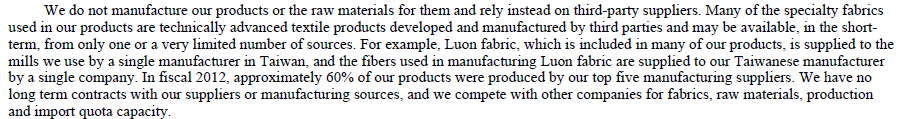 We do not manufacture our products or the raw materials for them and rely instead on third-party suppliers. Many of the specialty fabrics
used in our products are technically advanced textile products developed and manufactured by third parties and may be available, in the short-
term, from only one or a very limited number of sources. For example, Luon fabric, which is included in many of our products, is supplied to the
mills we use by a single manufacturer in Taiwan, and the fibers used in manufacturing Luon fabric are supplied to our Taiwanese manufacturer
by a single company. In fiscal 2012, approximately 60% of our products were produced by our top five manufacturing suppliers. We have no
long term contracts with our suppliers or manufacturing sources, and we compete with other companies for fabrics, raw materials, production
and import quota capacity.